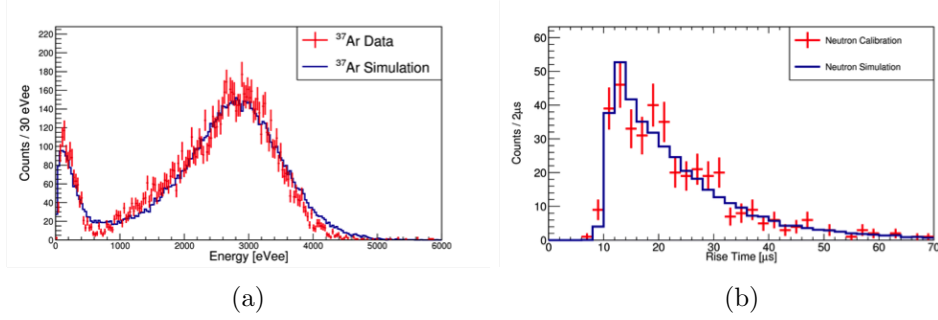 ³⁷Ar Data
³⁷Ar Simulation
Counts / 30 eVee
220
200
180
160
140
120
100
80
60
40
20
0
0 1000 2000 3000 4000 5000 6000
Energy [eVee]
(a)
Neutron Calibration
Neutron Simulation
Counts / 2μs
60
50
40
30
20
10
0
0 10 20 30 40 50 60 70
Rise Time [μs]
(b)